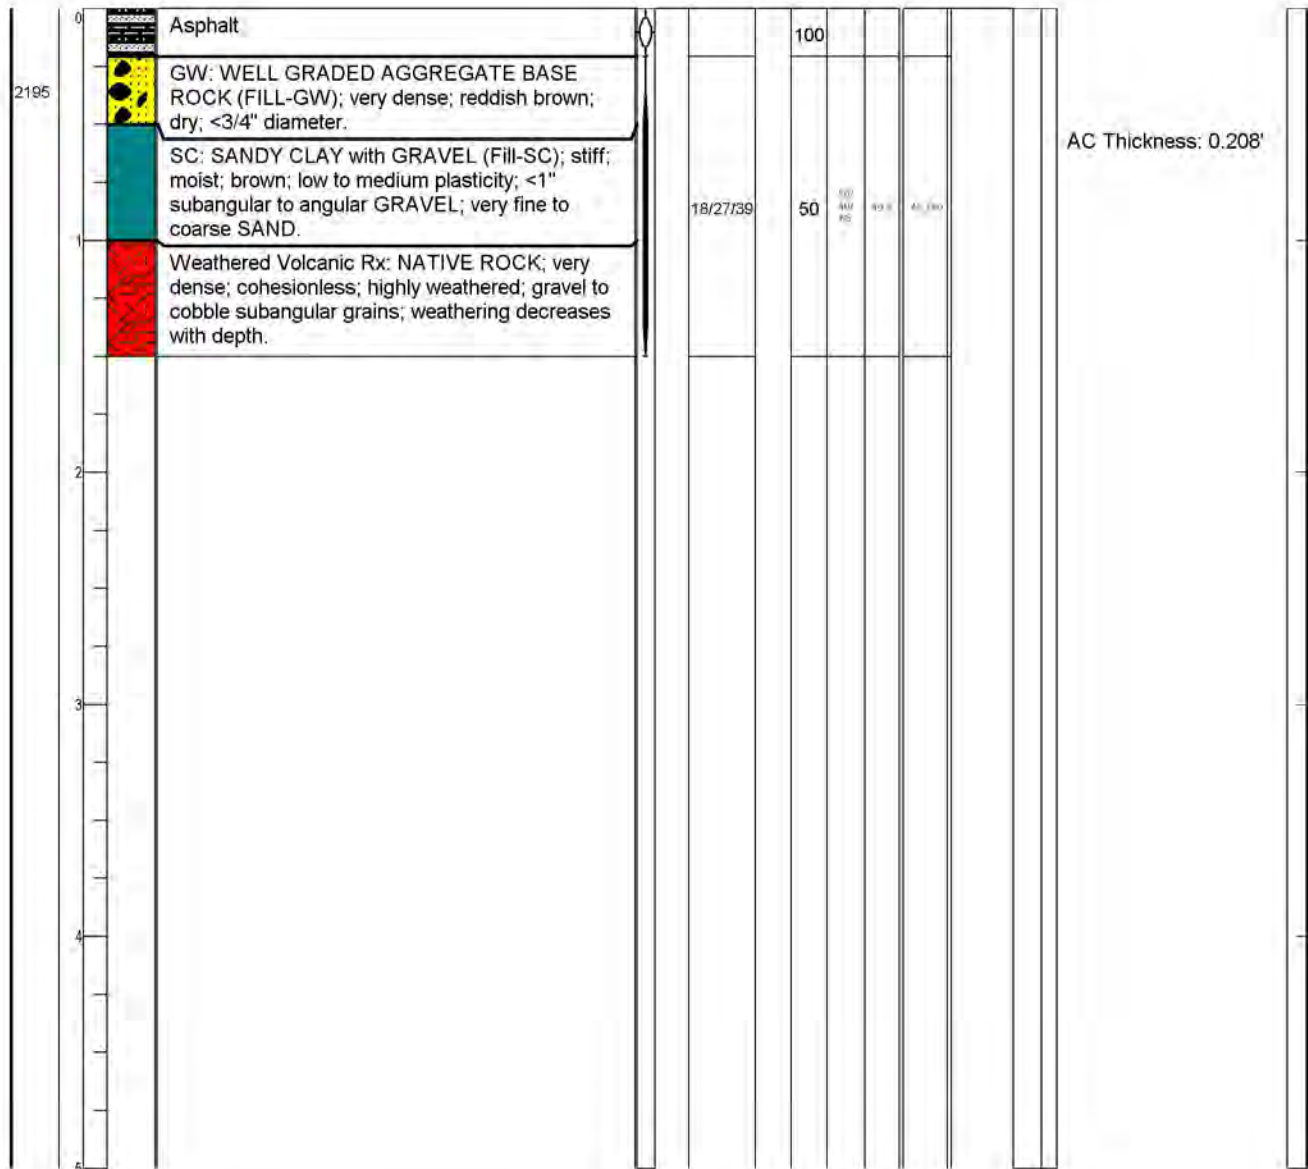 0
Asphalt
100
2195
GW: WELL GRADED AGGREGATE BASE
ROCK (FILL-GW); very dense; reddish brown;
dry; <3/4" diameter.
AC Thickness: 0.208'
SC: SANDY CLAY with GRAVEL (Fill-SC); stiff;
moist; brown; low to medium plasticity; <1"
subangular to angular GRAVEL; very fine to
coarse SAND.
18/27/39
50
1
Weathered Volcanic Rx: NATIVE ROCK; very
dense; cohesionless; highly weathered; gravel to
cobble subangular grains; weathering decreases
with depth.
2
3
4
5